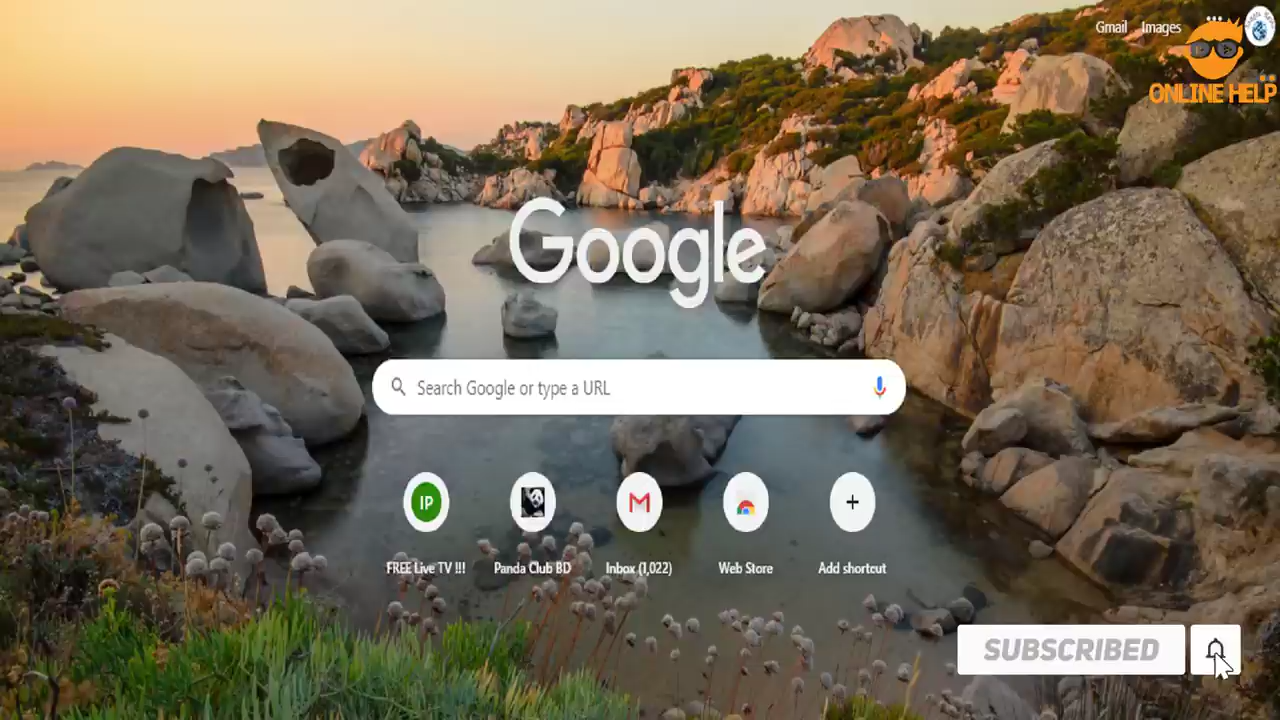 Gmail
Images
ONLINE HELP
Google
Search Google or type a URL
IP
FREE Live TV !!!
Panda Club BD
Inbox (1,022)
Web Store
Add shortcut
SUBSCRIBED